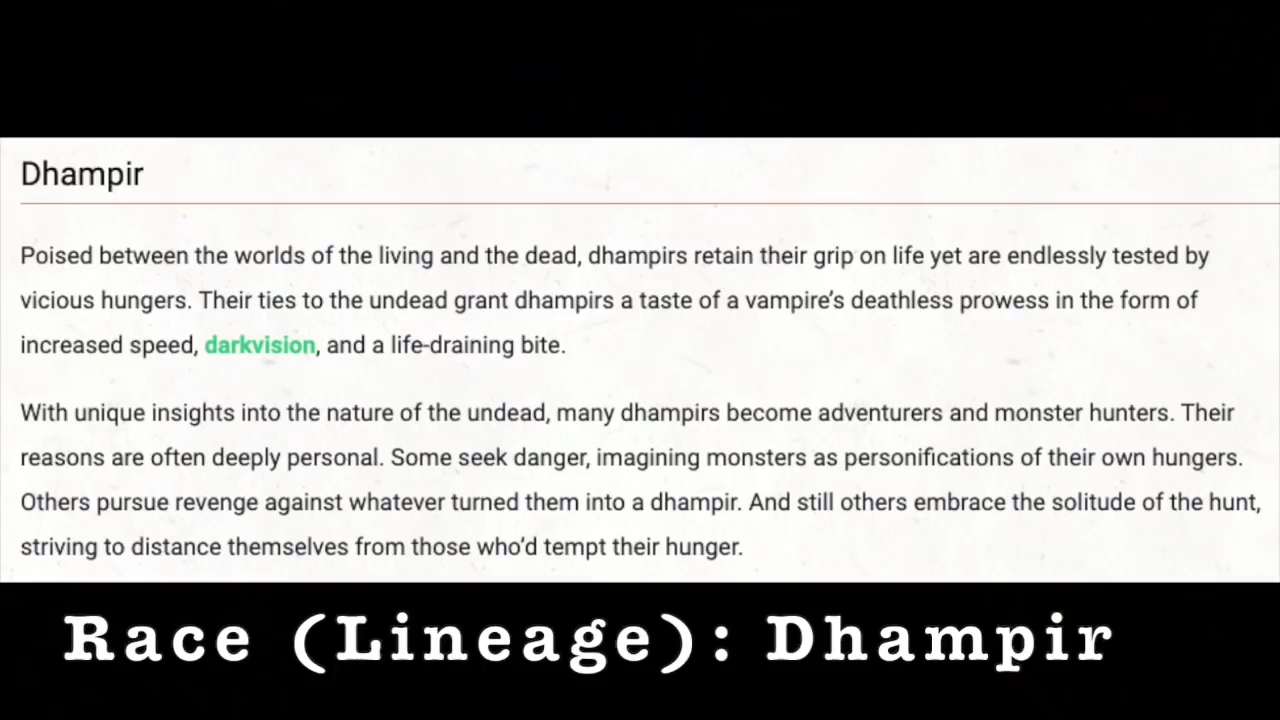 Dhampir
Poised between the worlds of the living and the dead, dhampirs retain their grip on life yet are endlessly tested by
vicious hungers. Their ties to the undead grant dhampirs a taste of a vampire’s deathless prowess in the form of
increased speed, darkvision, and a life-draining bite.
With unique insights into the nature of the undead, many dhampirs become adventurers and monster hunters. Their
reasons are often deeply personal. Some seek danger, imagining monsters as personifications of their own hungers.
Others pursue revenge against whatever turned them into a dhampir. And still others embrace the solitude of the hunt,
striving to distance themselves from those who’d tempt their hunger.
Race (Lineage): Dhampir